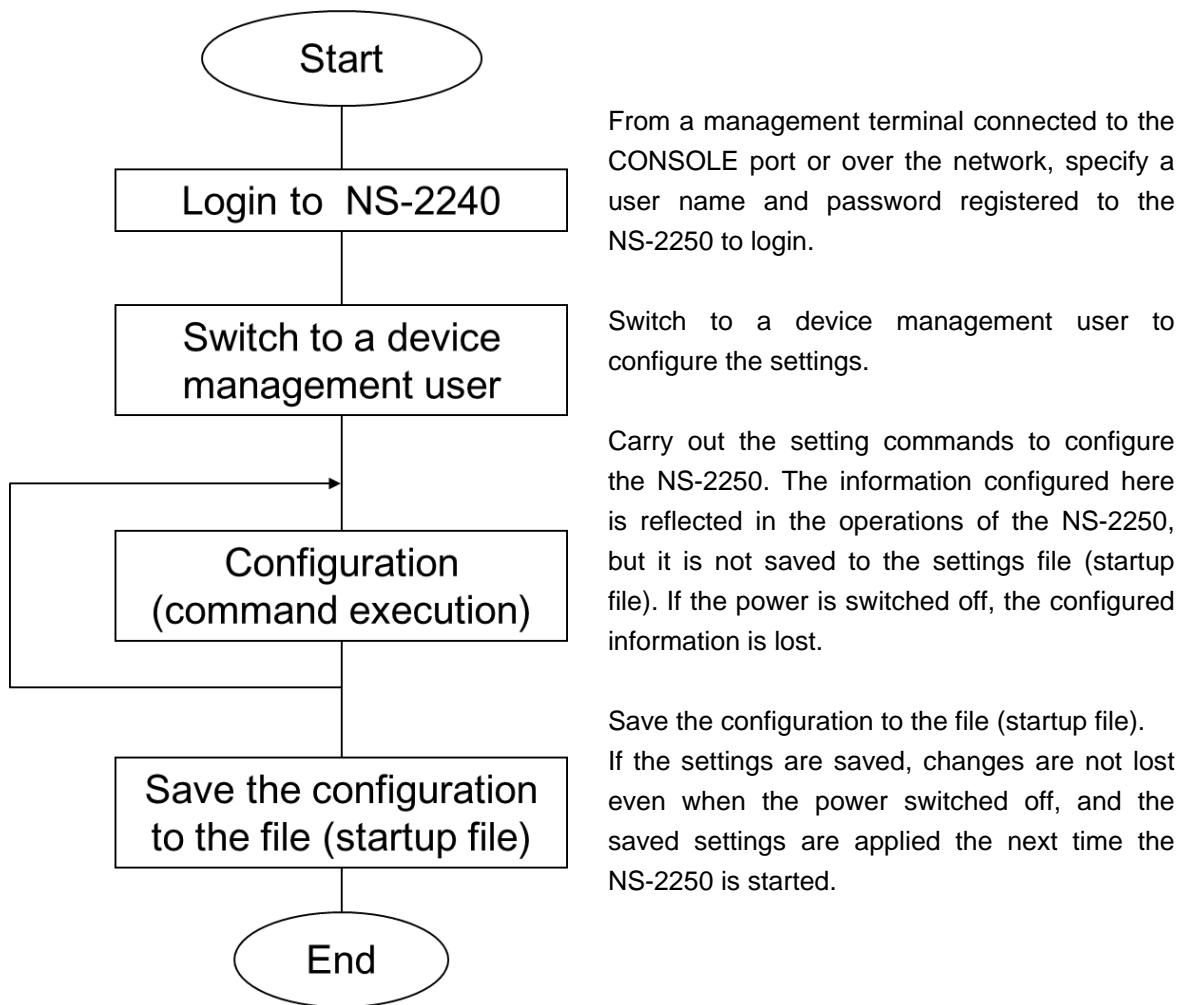 Start
Login to  NS-2240
From a management terminal connected to the
CONSOLE port or over the network, specify a
user name and password registered to the
NS-2250 to login.
Switch to a device
management user
Switch to a device management user to
configure the settings.
Configuration
(command execution)
Carry out the setting commands to configure
the NS-2250. The information configured here
is reflected in the operations of the NS-2250,
but it is not saved to the settings file (startup
file). If the power is switched off, the configured
information is lost.
Save the configuration
to the file (startup file)
Save the configuration to the file (startup file).
If the settings are saved, changes are not lost
even when the power switched off, and the
saved settings are applied the next time the
NS-2250 is started.
End